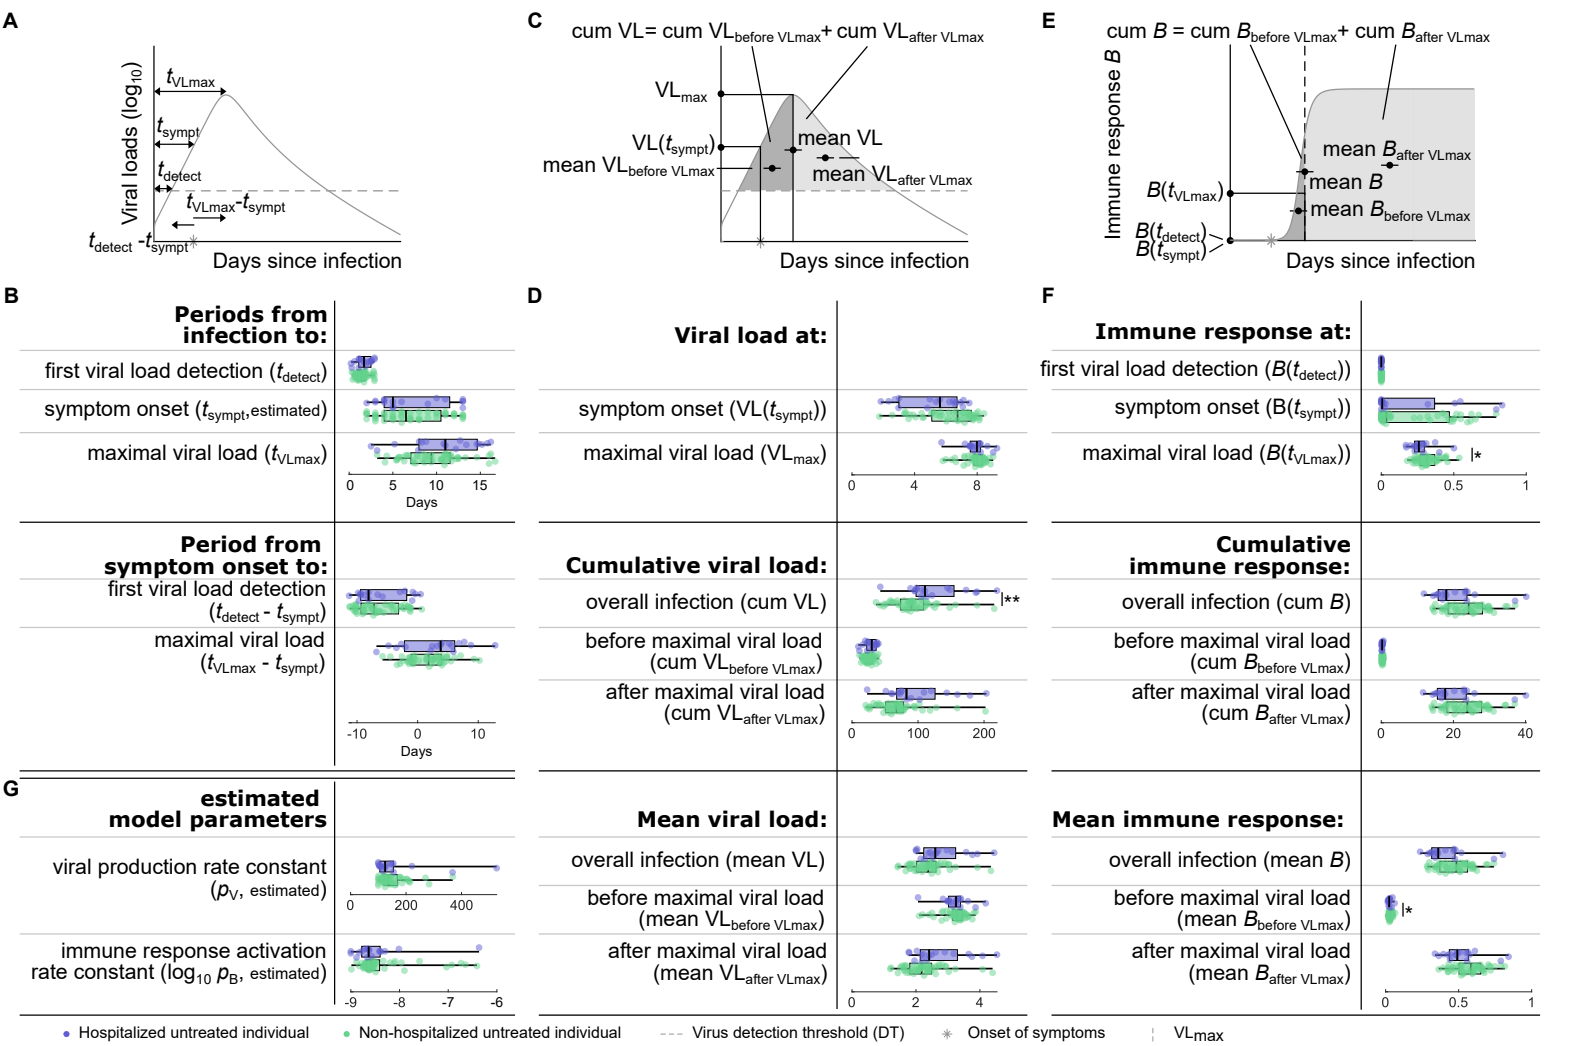 A
Viral loads (log10)
tVLmax
tsympt
tdetect
tVLmax-tsympt
tdetect -tsympt
Days since infection
C
cum VL= cum VLbefore VLmax+ cum VLafter VLmax
VLmax
VL(tsympt)
mean VLbefore VLmax
mean VL
mean VLafter VLmax
Days since infection
E
cum B = cum Bbefore VLmax+ cum Bafter VLmax
Immune response B
B(tVLmax)
B(tdetect)
B(tsympt)
mean Bafter VLmax
mean B
mean Bbefore VLmax
Days since infection
B
Periods from
infection to:
first viral load detection (tdetect)
symptom onset (tsympt,estimated)
maximal viral load (tVLmax)
0 5 10 15
Days
Period from
symptom onset to:
first viral load detection
(tdetect - tsympt)
maximal viral load
(tVLmax - tsympt)
-10 0 10
Days
D
Viral load at:
symptom onset (VL(tsympt))
maximal viral load (VLmax)
0 4 8
Cumulative viral load:
overall infection (cum VL)
**
before maximal viral load
(cum VLbefore VLmax)
after maximal viral load
(cum VLafter VLmax)
0 100 200
Mean viral load:
overall infection (mean VL)
before maximal viral load
(mean VLbefore VLmax)
after maximal viral load
(mean VLafter VLmax)
0 2 4
F
Immune response at:
first viral load detection (B(tdetect))
symptom onset (B(tsympt))
maximal viral load (B(tVLmax))
*
0 0.5 1
Cumulative
immune response:
overall infection (cum B)
before maximal viral load
(cum Bbefore VLmax)
after maximal viral load
(cum Bafter VLmax)
0 20 40
Mean immune response:
overall infection (mean B)
before maximal viral load
(mean Bbefore VLmax)
*
after maximal viral load
(mean Bafter VLmax)
0 0.5 1
G
estimated
model parameters
viral production rate constant
(pV, estimated)
0 200 400
immune response activation
rate constant (log10 pB, estimated)
-9 -8 -7 -6
Hospitalized untreated individual
Non-hospitalized untreated individual
Virus detection threshold (DT)
Onset of symptoms
VLmax